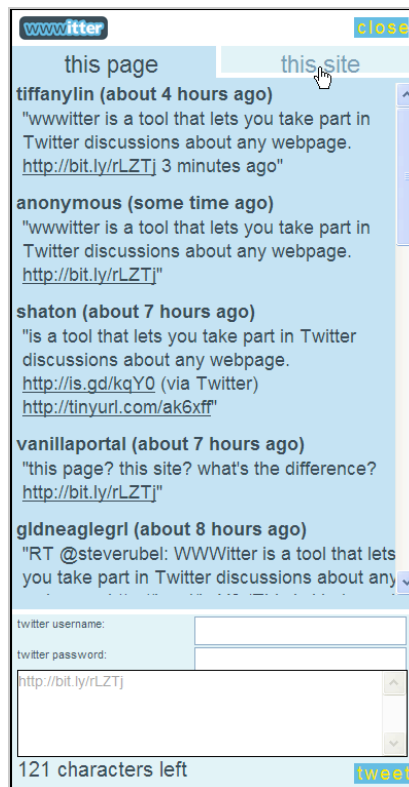 wwwitter
close
this page
this site
tiffanylin (about 4 hours ago)
"wwwitter is a tool that lets you take part in
Twitter discussions about any webpage.
http://bit.ly/rLZTj 3 minutes ago"
anonymous (some time ago)
"wwwitter is a tool that lets you take part in
Twitter discussions about any webpage.
http://bit.ly/rLZTj"
shaton (about 7 hours ago)
"is a tool that lets you take part in Twitter
discussions about any webpage.
http://is.gd/kqY0 (via Twitter)
http://tinyurl.com/ak6xff"
vanillaportal (about 7 hours ago)
"this page? this site? what's the difference?
http://bit.ly/rLZTj"
gldneaglegrl (about 8 hours ago)
"RT @steverubel: WWWitter is a tool that lets
you take part in Twitter discussions about any
twitter username:
twitter password:
http://bit.ly/rLZTj
121 characters left
tweet